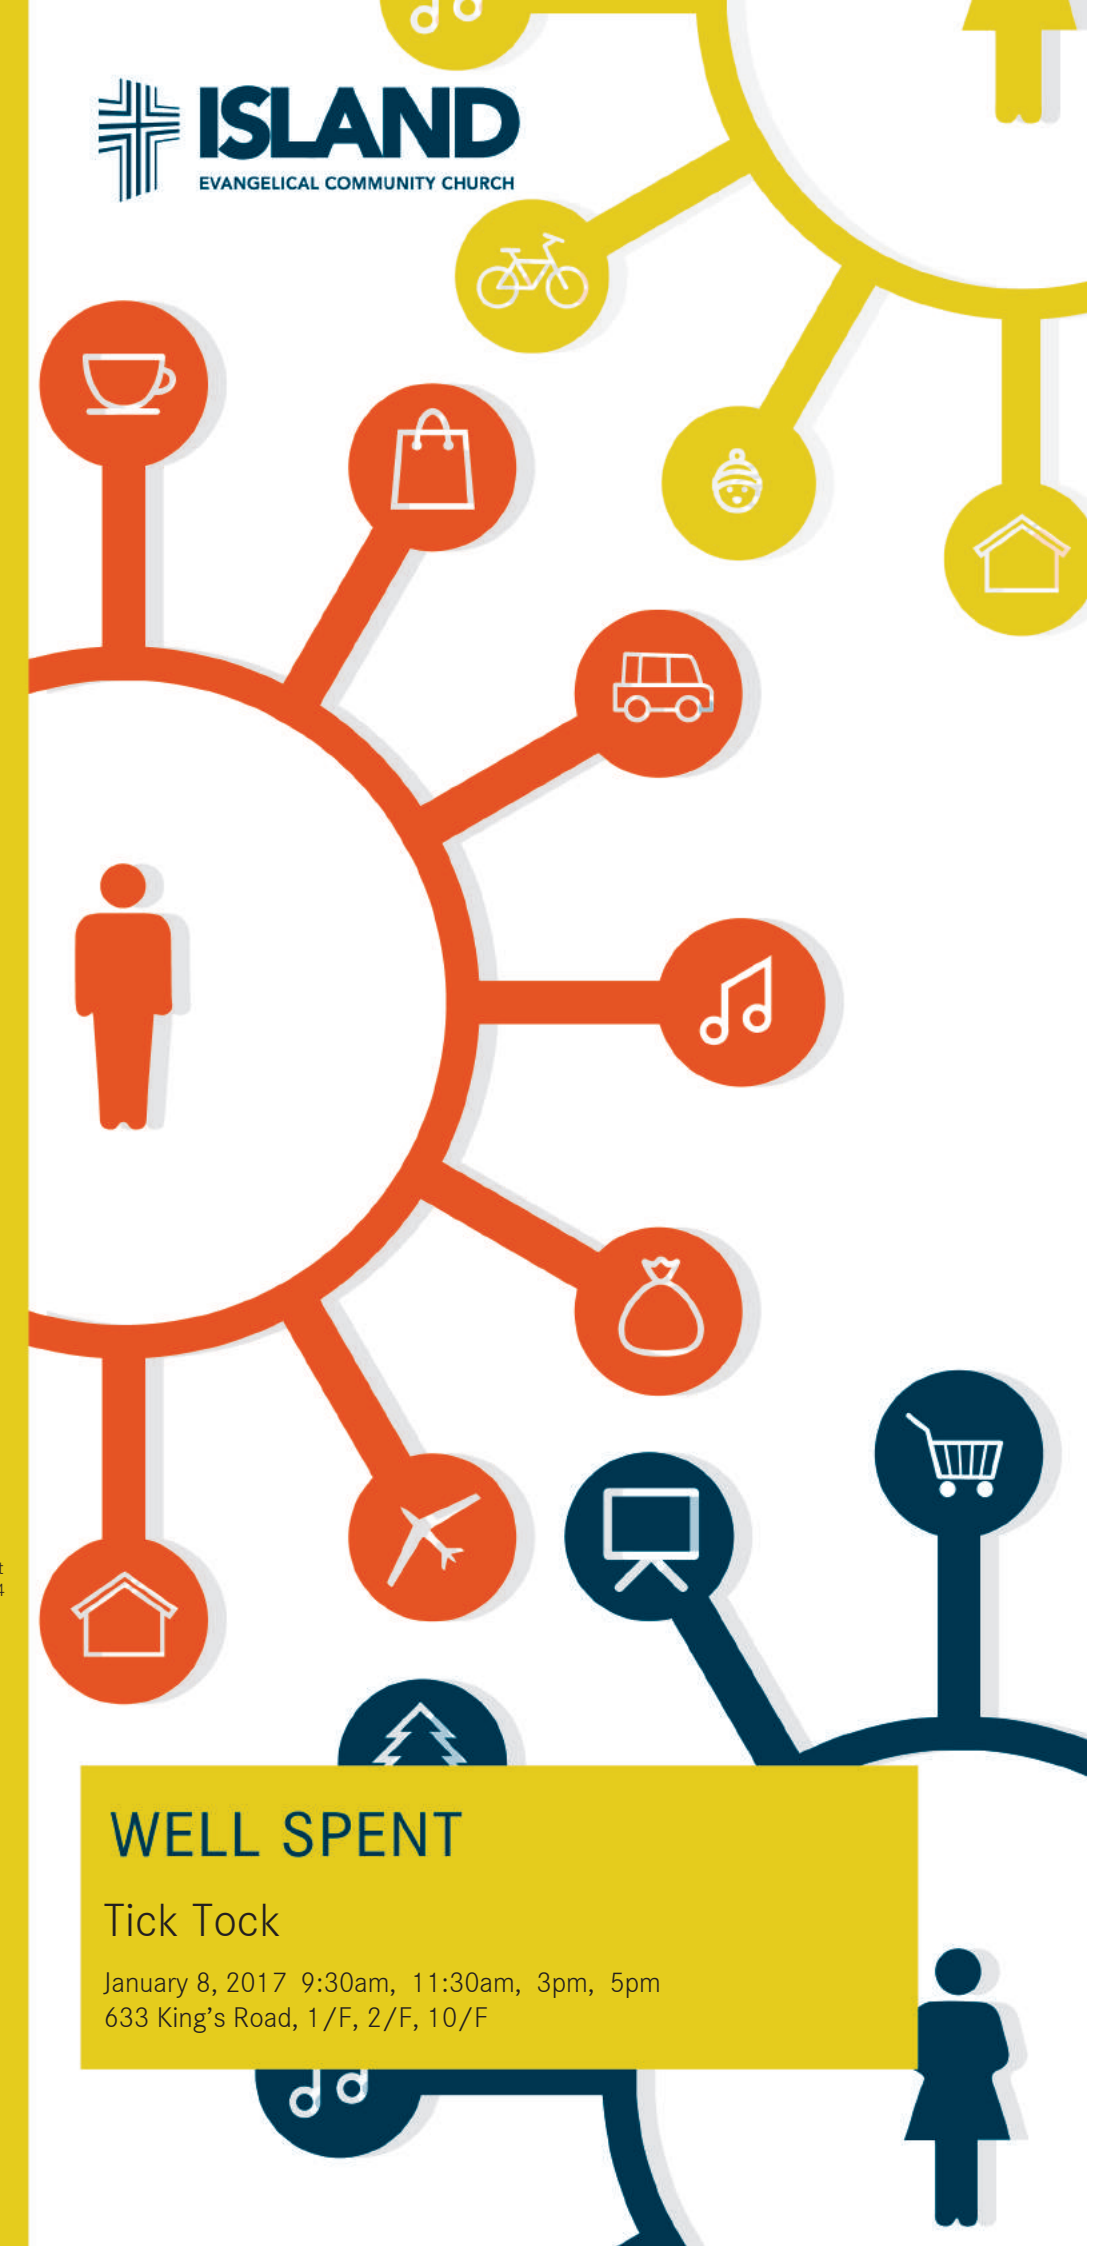 ISLAND
EVANGELICAL COMMUNITY CHURCH
t
4
WELL SPENT
Tick Tock
January 8, 2017 9:30am, 11:30am, 3pm, 5pm
633 King's Road, 1/F, 2/F, 10/F